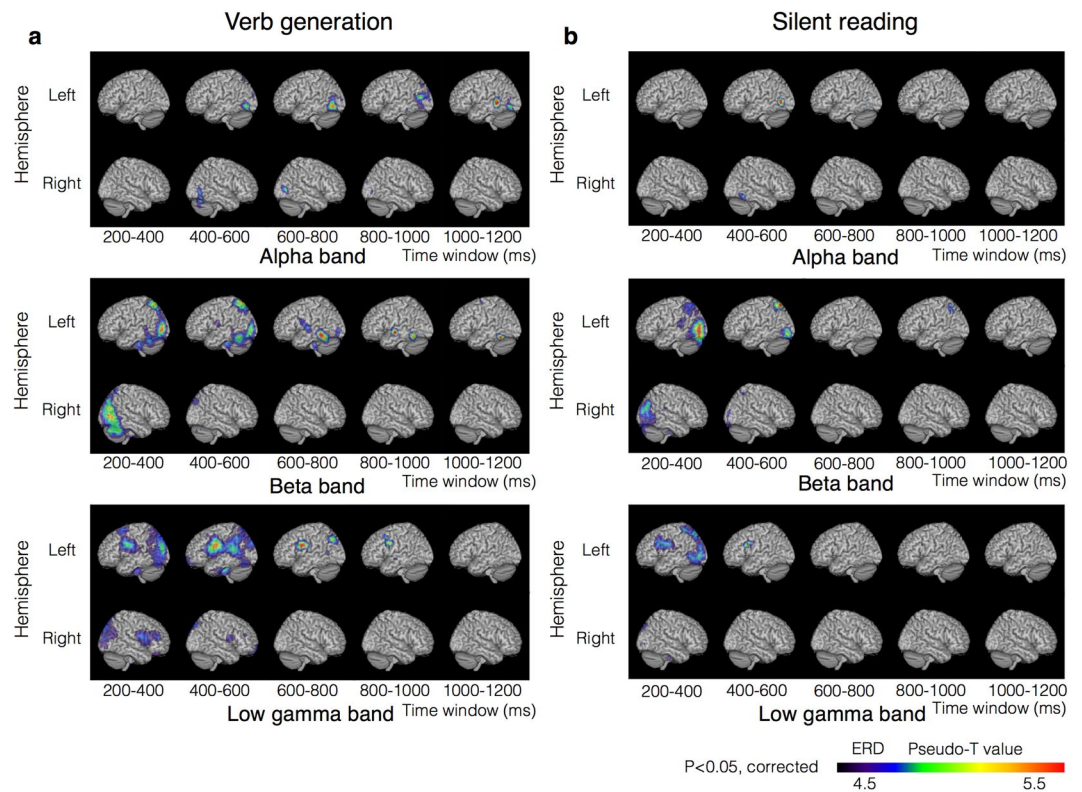 Verb generation
a
Hemisphere
Left
Right
200-400 400-600 600-800 800-1000 1000-1200
Alpha band Time window (ms)
Hemisphere
Left
Right
200-400 400-600 600-800 800-1000 1000-1200
Beta band Time window (ms)
Hemisphere
Left
Right
200-400 400-600 600-800 800-1000 1000-1200
Low gamma band Time window (ms)
Silent reading
b
Hemisphere
Left
Right
200-400 400-600 600-800 800-1000 1000-1200
Alpha band Time window (ms)
Hemisphere
Left
Right
200-400 400-600 600-800 800-1000 1000-1200
Beta band Time window (ms)
Hemisphere
Left
Right
200-400 400-600 600-800 800-1000 1000-1200
Low gamma band Time window (ms)
ERD Pseudo-T value
P<0.05, corrected
4.5 5.5